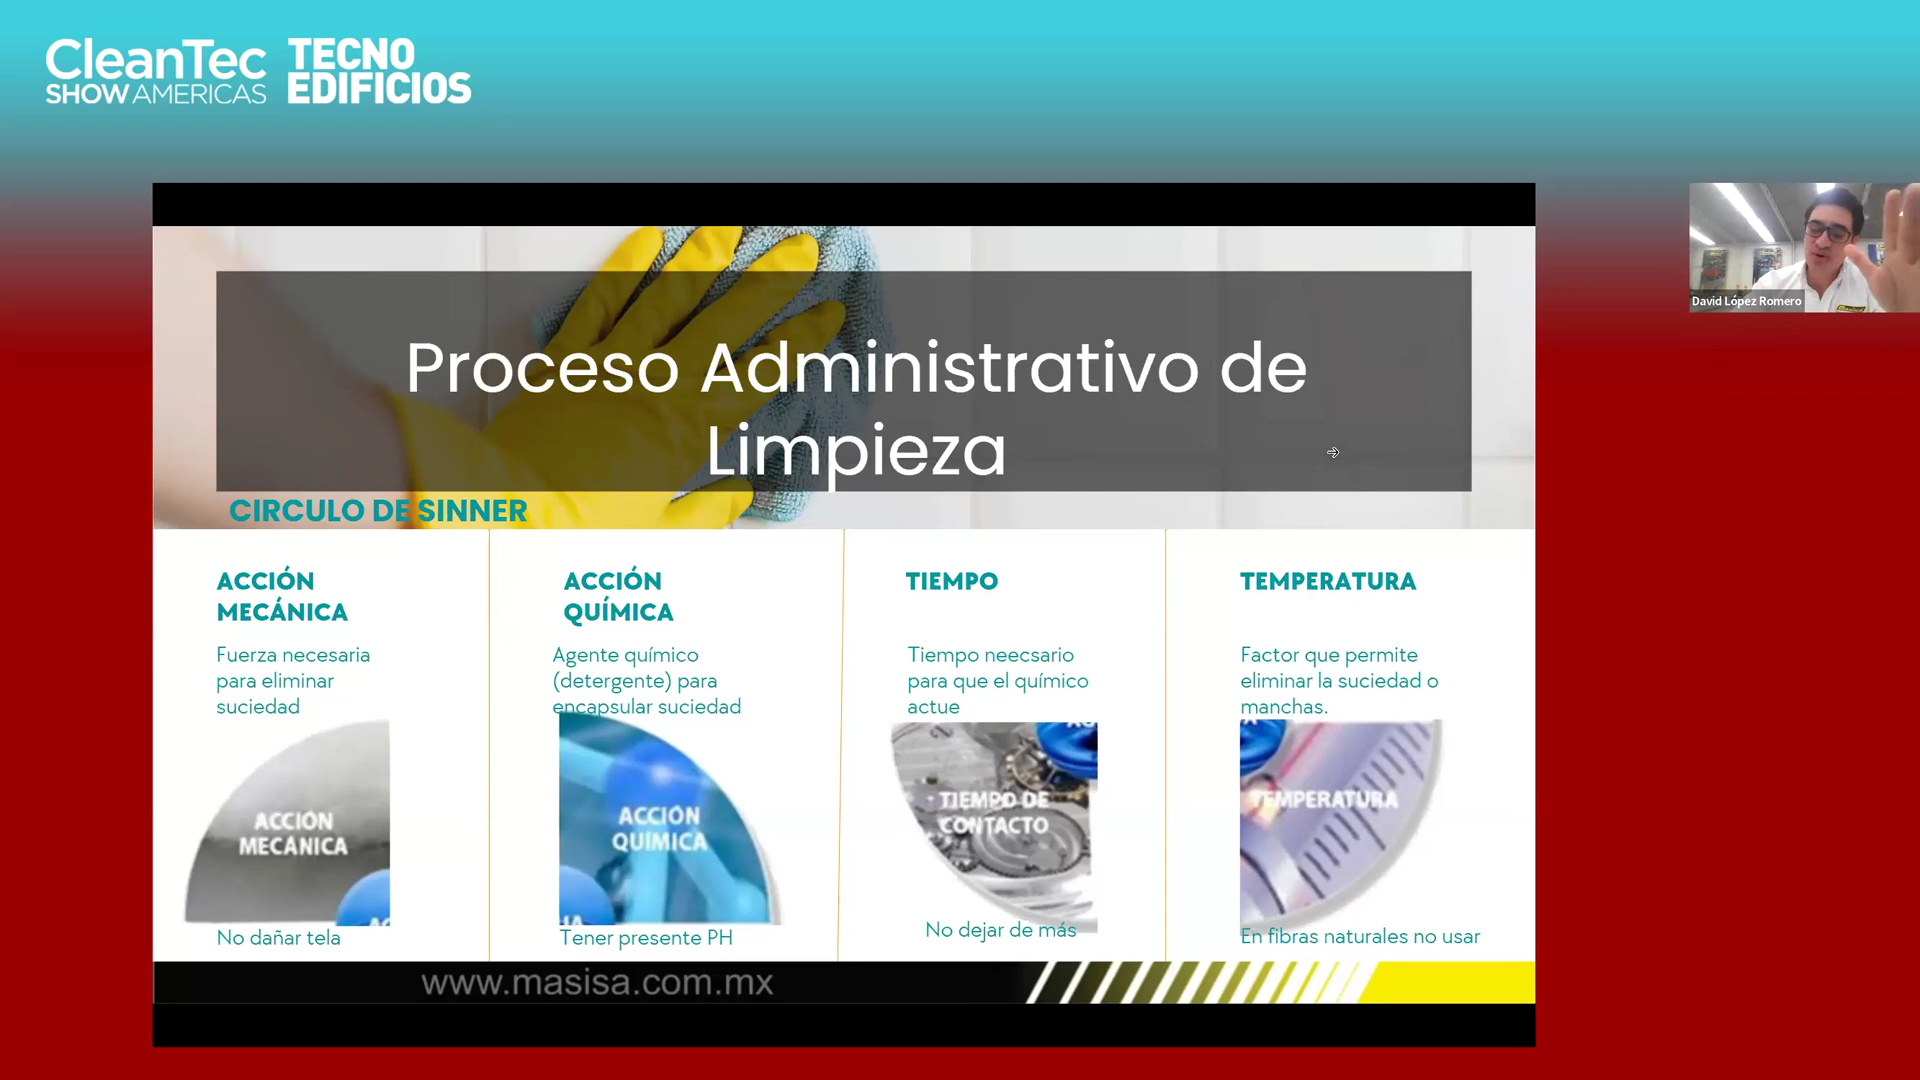 CleanTec
SHOW AMERICAS
TECNO
EDIFICIOS
David López Romero
Proceso Administrativo de
Limpieza
CIRCULO DE SINNER
ACCIÓN
MECÁNICA
Fuerza necesaria
para eliminar
suciedad
ACCIÓN
MECÁNICA
No dañar tela
ACCIÓN
QUÍMICA
Agente químico
(detergente) para
encapsular suciedad
ACCIÓN
QUÍMICA
Tener presente PH
TIEMPO
Tiempo neecsario
para que el químico
actue
TIEMPO DE
CONTACTO
No dejar de más
TEMPERATURA
Factor que permite
eliminar la suciedad o
manchas.
TEMPERATURA
En fibras naturales no usar
www.masisa.com.mx